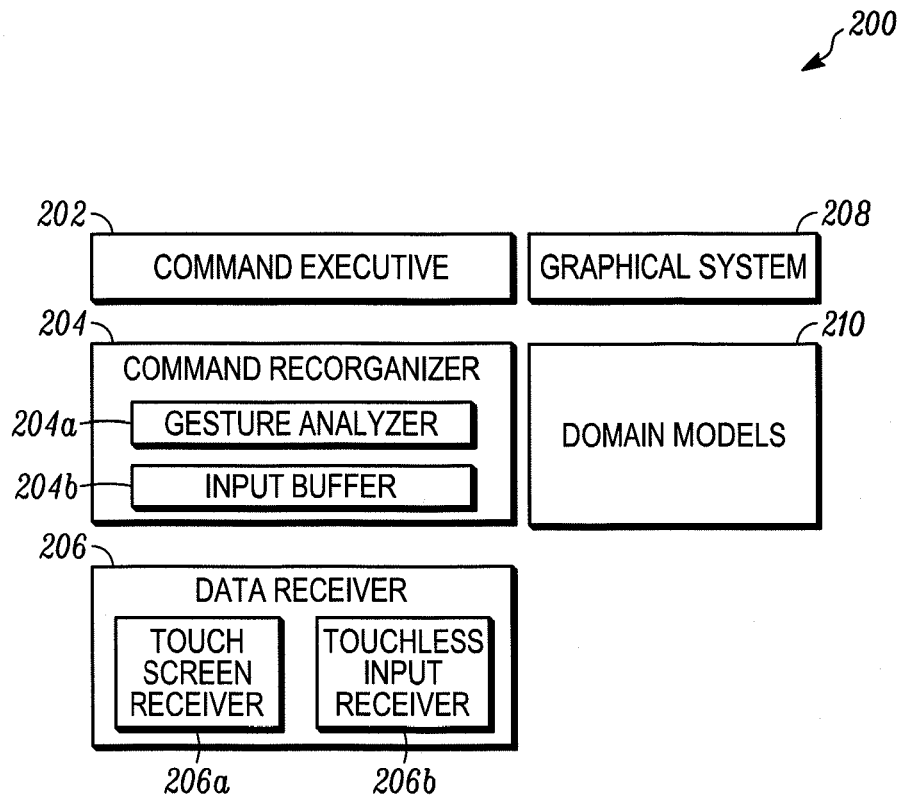 200
202
208
COMMAND EXECUTIVE
GRAPHICAL SYSTEM
204
210
COMMAND RECORGANIZER
204a
GESTURE ANALYZER
DOMAIN MODELS
204b
INPUT BUFFER
206
DATA RECEIVER
TOUCH
SCREEN
RECEIVER
TOUCHLESS
INPUT
RECEIVER
206a
206b